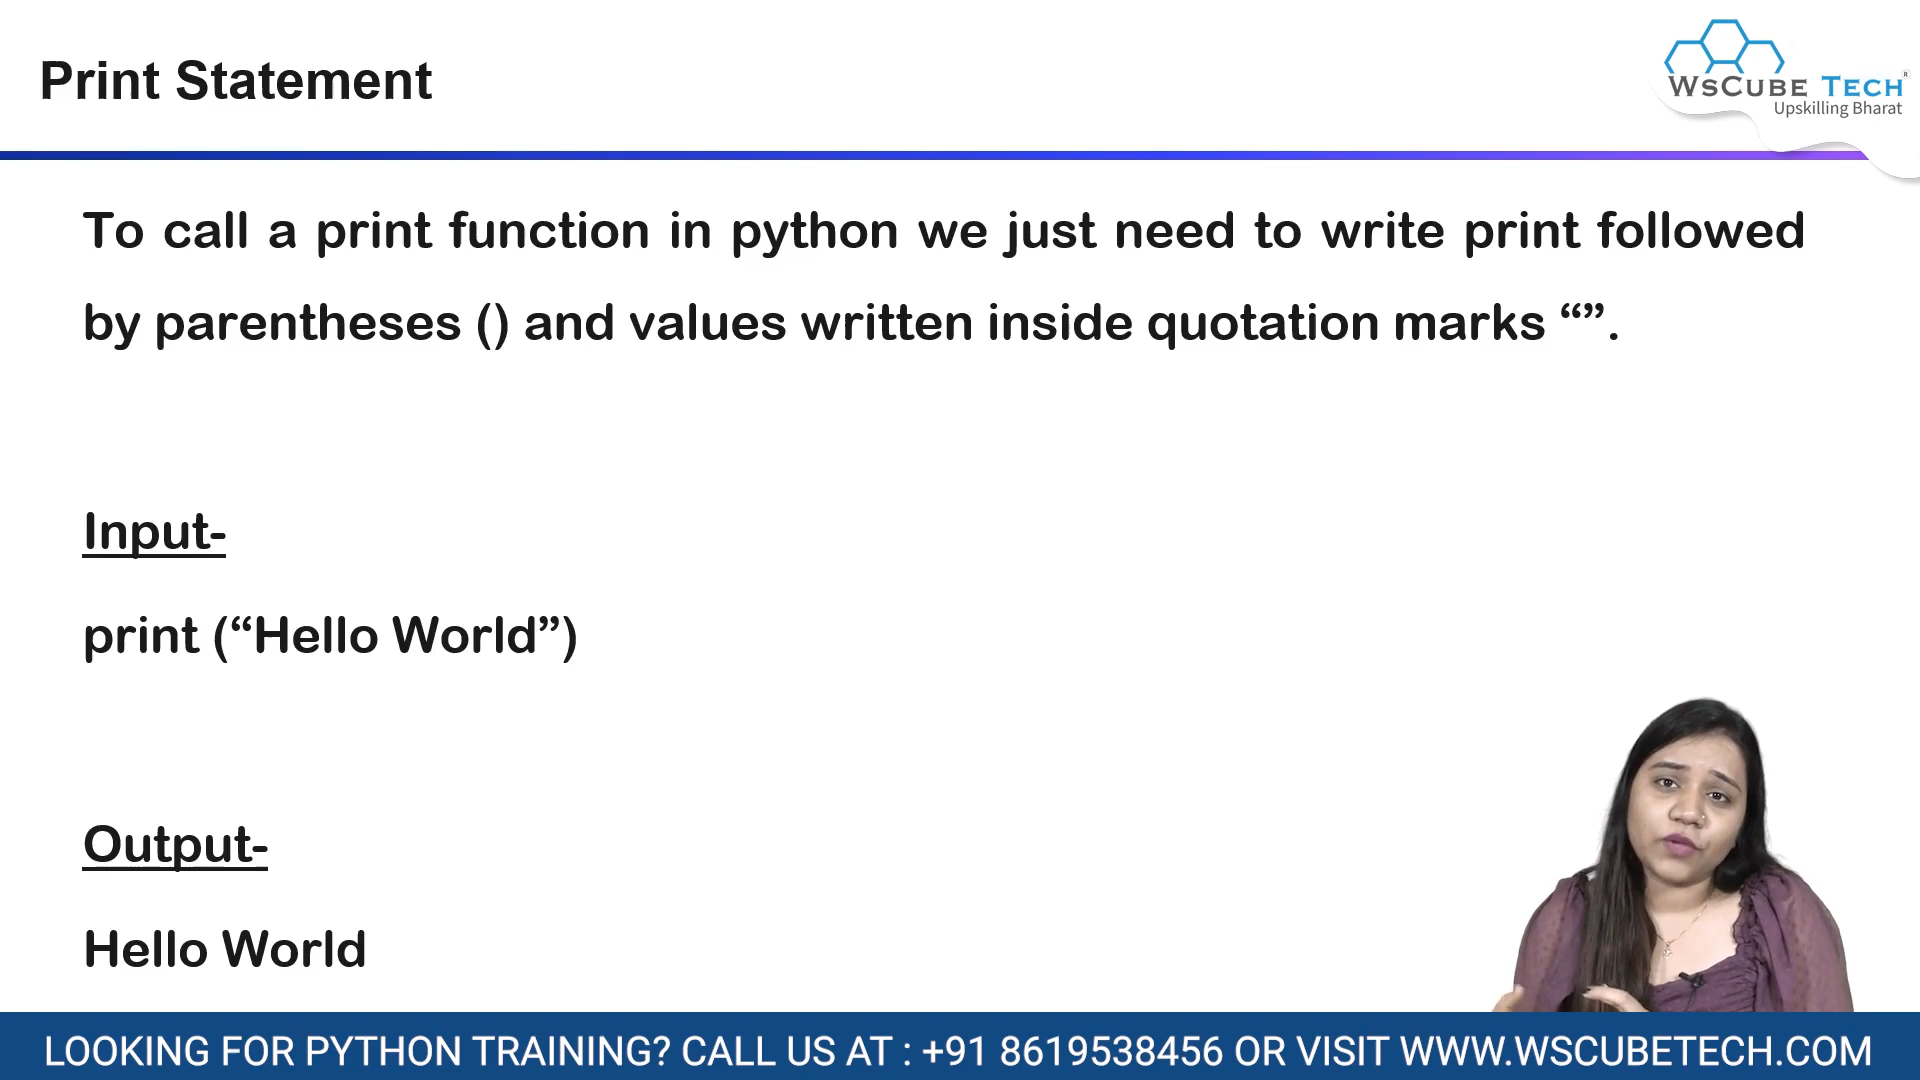 Print Statement
WSCUBE TECH®
Upskilling Bharat
To call a print function in python we just need to write print followed
by parentheses () and values written inside quotation marks “”.
Input-
print (“Hello World”)
Output-
Hello World
LOOKING FOR PYTHON TRAINING? CALL US AT : +91 8619538456 OR VISIT WWW.WSCUBETECH.COM